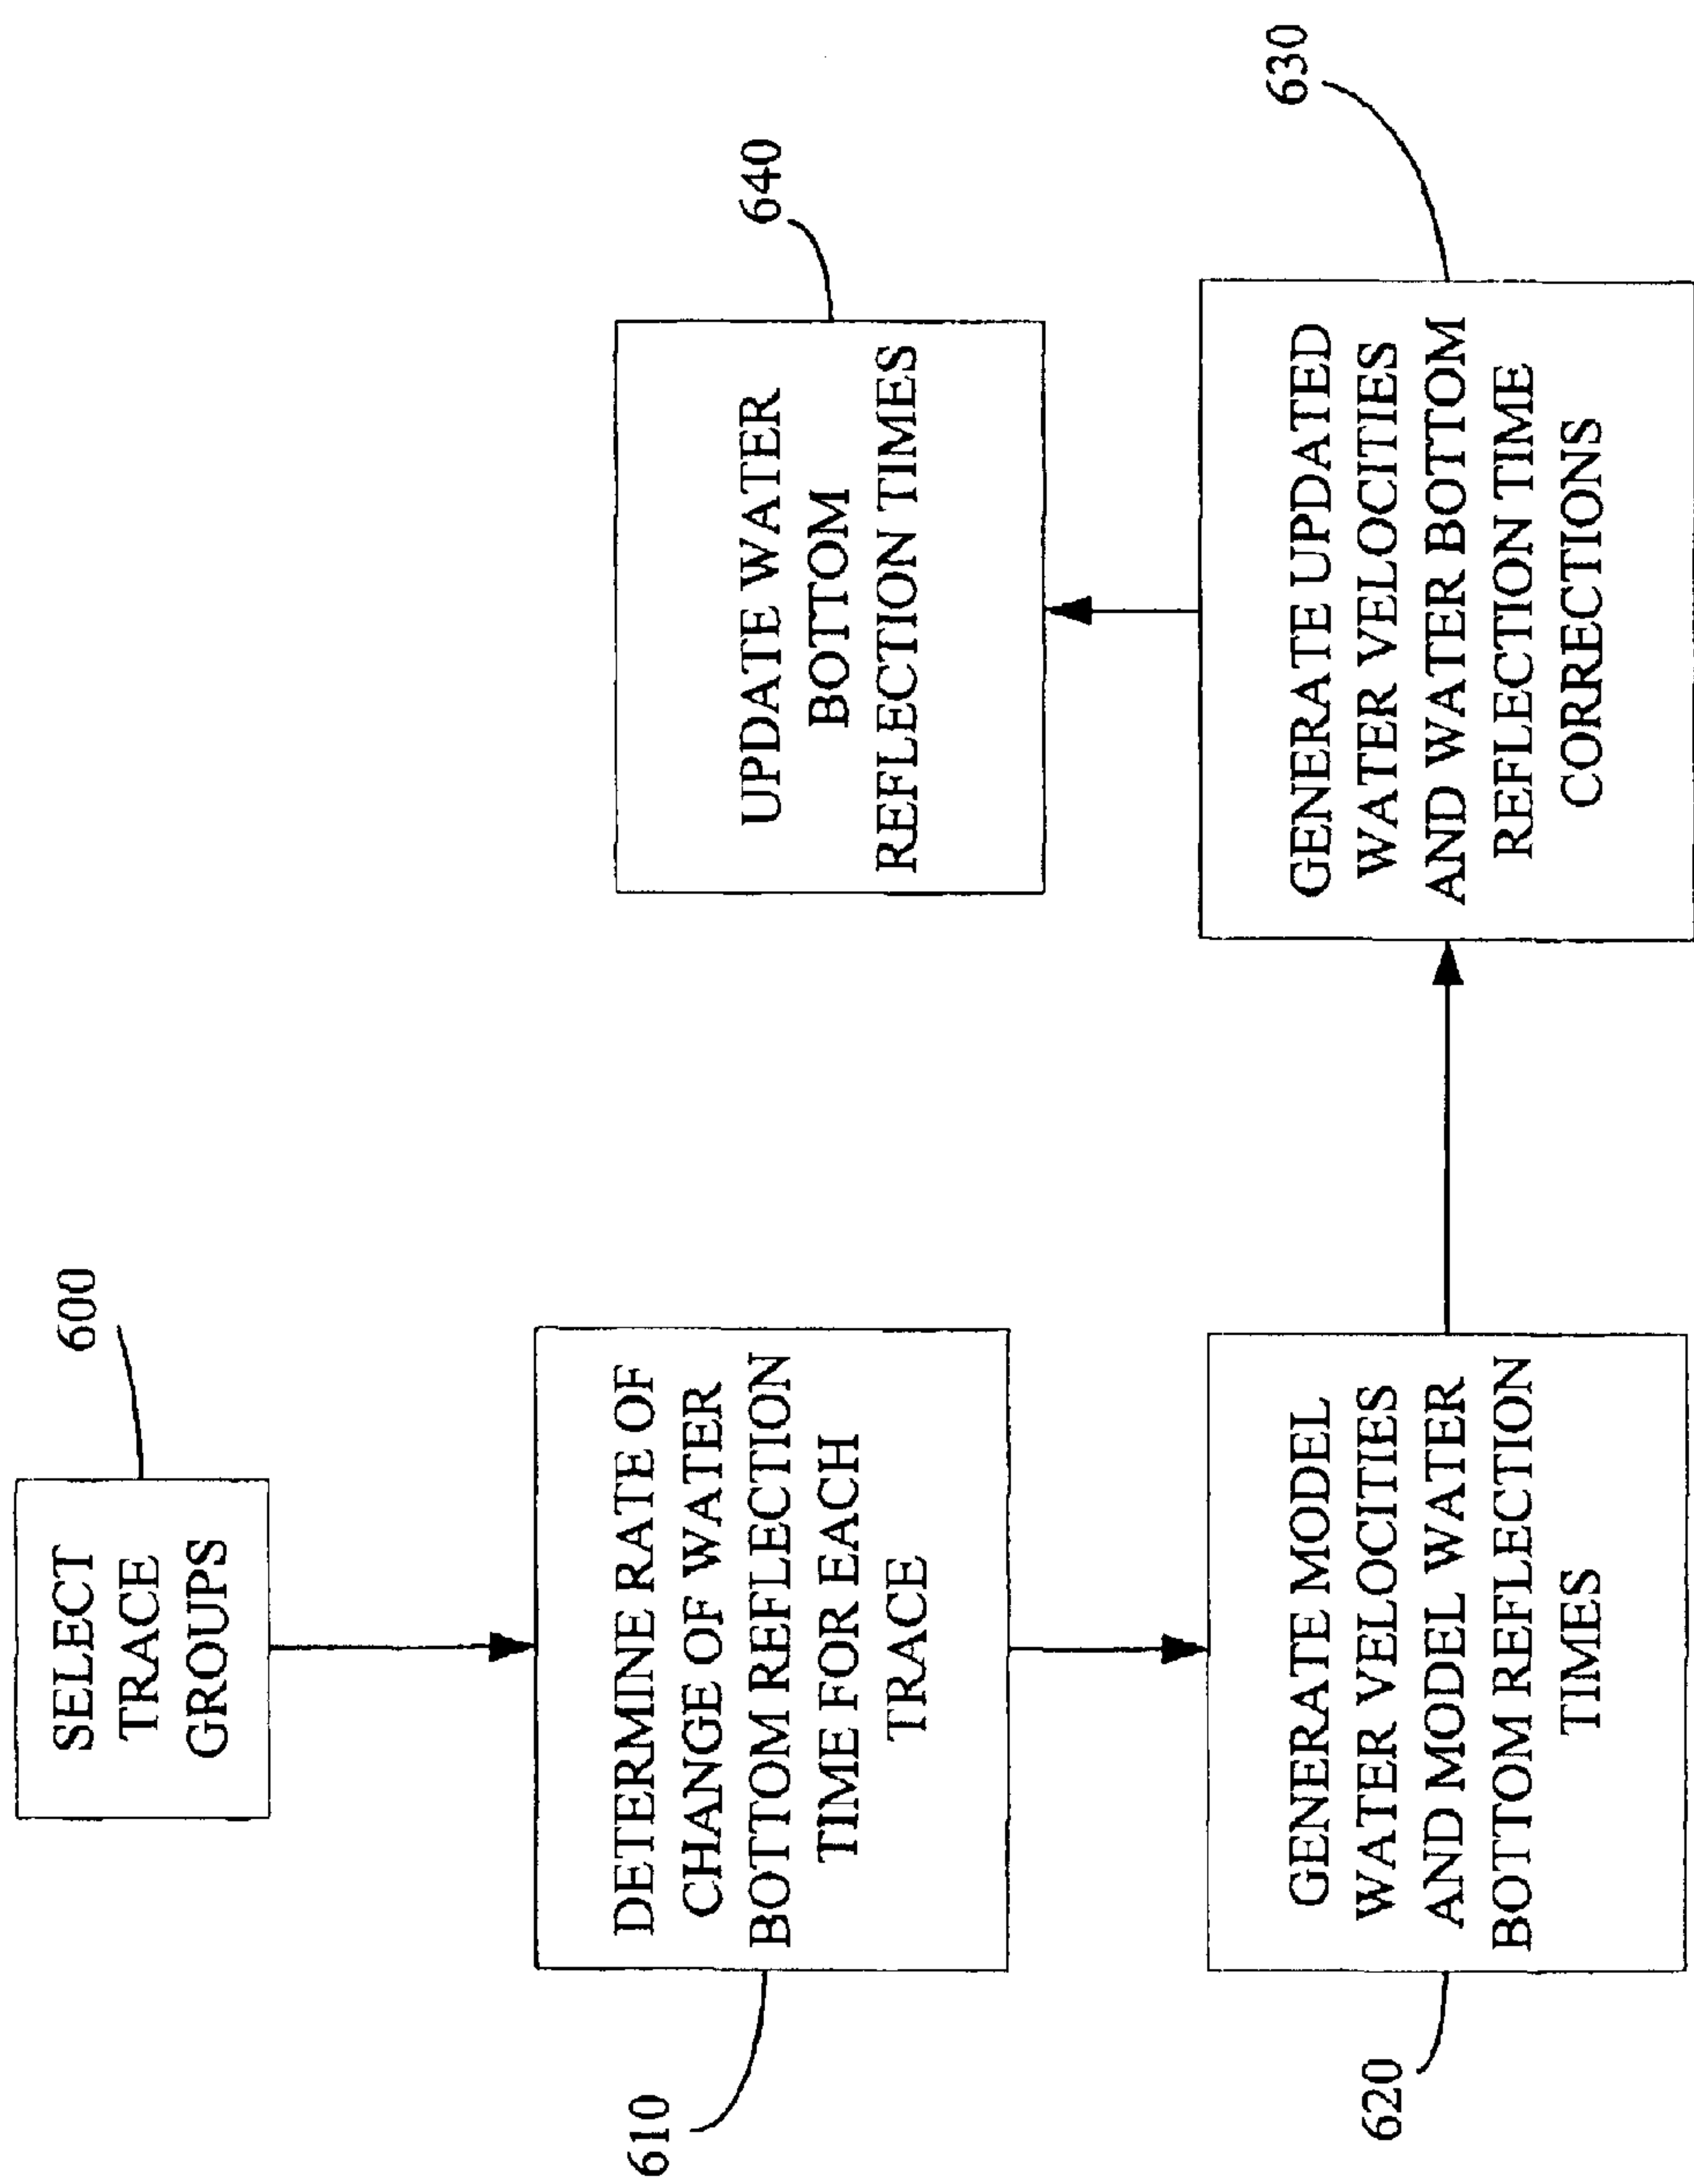 600
SELECT
TRACE
GROUPS
610
DETERMINE RATE OF
CHANGE OF WATER
BOTTOM REFLECTION
TIME FOR EACH
TRACE
620
GENERATE MODEL
WATER VELOCITIES
AND MODEL WATER
BOTTOM REFLECTION
TIMES
630
GENERATE UPDATED
WATER VELOCITIES
AND WATER BOTTOM
REFLECTION TIME
CORRECTIONS
640
UPDATE WATER
BOTTOM
REFLECTION TIMES